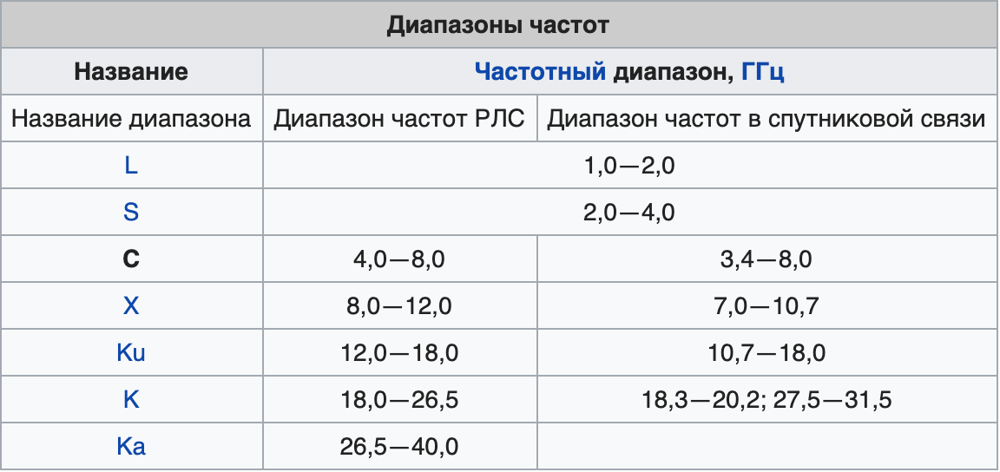 Диапазоны частот
Название Частотный диапазон, ГГц
Название диапазона Диапазон частот РЛС Диапазон частот в спутниковой связи
L 1,0—2,0
S 2,0—4,0
C 4,0—8,0 3,4—8,0
X 8,0—12,0 7,0—10,7
Ku 12,0—18,0 10,7—18,0
K 18,0—26,5 18,3—20,2; 27,5—31,5
Ka 26,5—40,0